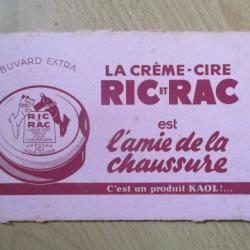 BUVARD EXTRA
LA CRÈME-CIRE
RIC ET RAC
est
l'amie de la
chaussure
C'est un produit KAOL!...
RIC
ET
RAC